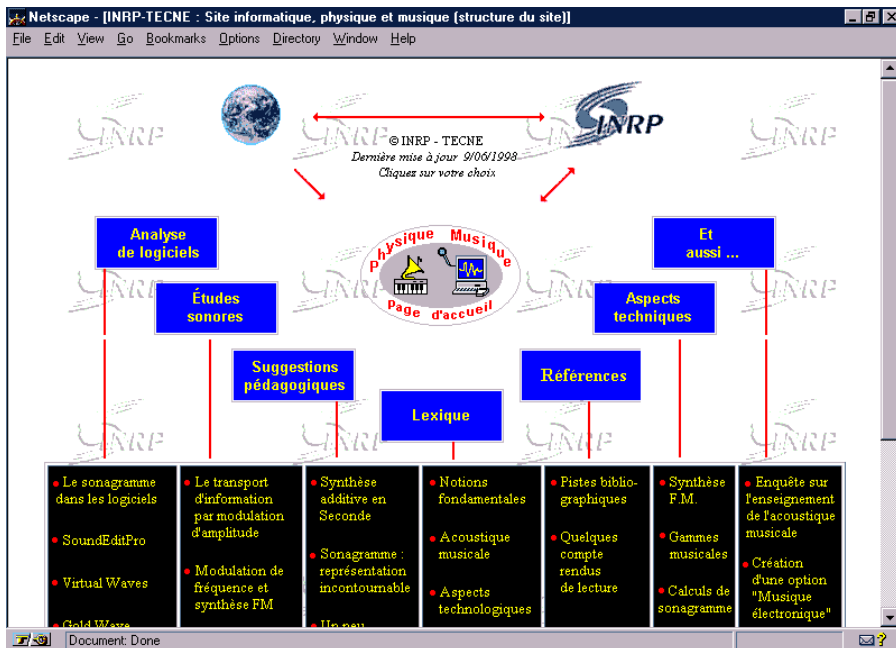 Netscape - [INRP-TECNE : Site informatique, physique et musique (structure du site)]
File Edit View Go Bookmarks Options Directory Window Help
INRP
© INRP - TECNE
Dernière mise à jour 9/06/1998
Cliquez sur votre choix
Physique Musique
Page d'accueil
Analyse
de logiciels
Études
sonores
Suggestions
pédagogiques
Lexique
Références
Aspects
techniques
Et
aussi ...
Le sonagramme
dans les logiciels
SoundEditPro
Virtual Waves
Gold Wave
Le transport
d'information
par modulation
d'amplitude
Modulation de
fréquence et
synthèse FM
Synthèse
additive en
Seconde
Sonagramme :
représentation
incontournable
Un peu
Notions
fondamentales
Acoustique
musicale
Aspects
technologiques
Pistes biblio-
graphiques
Quelques
compte
rendus
de lecture
Synthèse
F.M.
Gammes
musicales
Calculs de
sonagramme
Enquête sur
l'enseignement
de l'acoustique
musicale
Création
d'une option
"Musique
électronique"
Document: Done